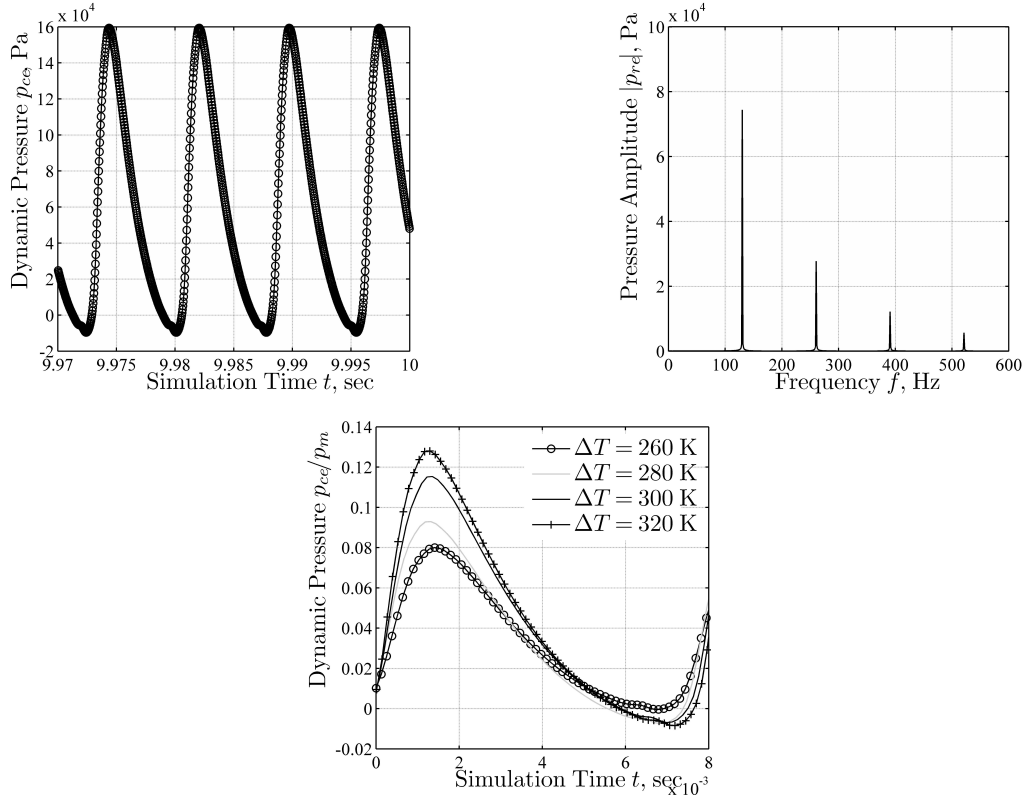 x 10⁴
16
14
12
10
8
6
4
2
0
-2
9.97 9.975 9.98 9.985 9.99 9.995 10
Dynamic Pressure p_ce, Pa
Simulation Time t, sec
x 10⁴
10
8
6
4
2
0
0 100 200 300 400 500 600
Pressure Amplitude |p_re|, Pa
Frequency f, Hz
0.14
0.12
0.1
0.08
0.06
0.04
0.02
0
-0.02
0 2 4 6 8
x 10⁻³
Dynamic Pressure p_ce/p_m
Simulation Time t, sec
ΔT = 260 K
ΔT = 280 K
ΔT = 300 K
ΔT = 320 K